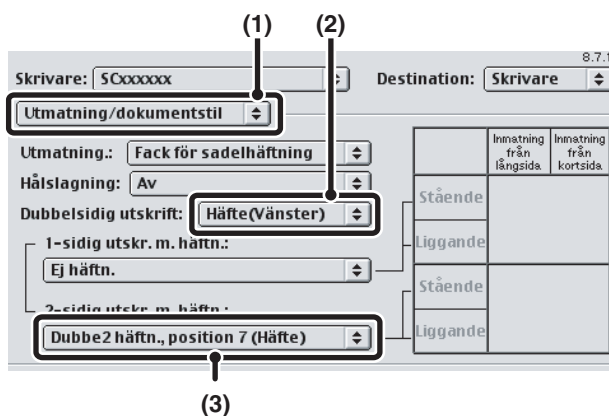 (1) (2)
8.7.1
Skrivare: SCxxxxxx Destination: Skrivare
Utmatning/dokumentstil
Utmatning.: Fack för sadelhäftning
Hålslagning: Av
Dubbelsidig utskrift: Häfte(Vänster)
1-sidig utskr. m. häftn.:
Ej häftn.
2-sidig utskr. m. häftn.:
Dubbe2 häftn., position 7 (Häfte)
Inmatning från långsida
Inmatning från kortsida
Stående
Liggande
Stående
Liggande
(3)